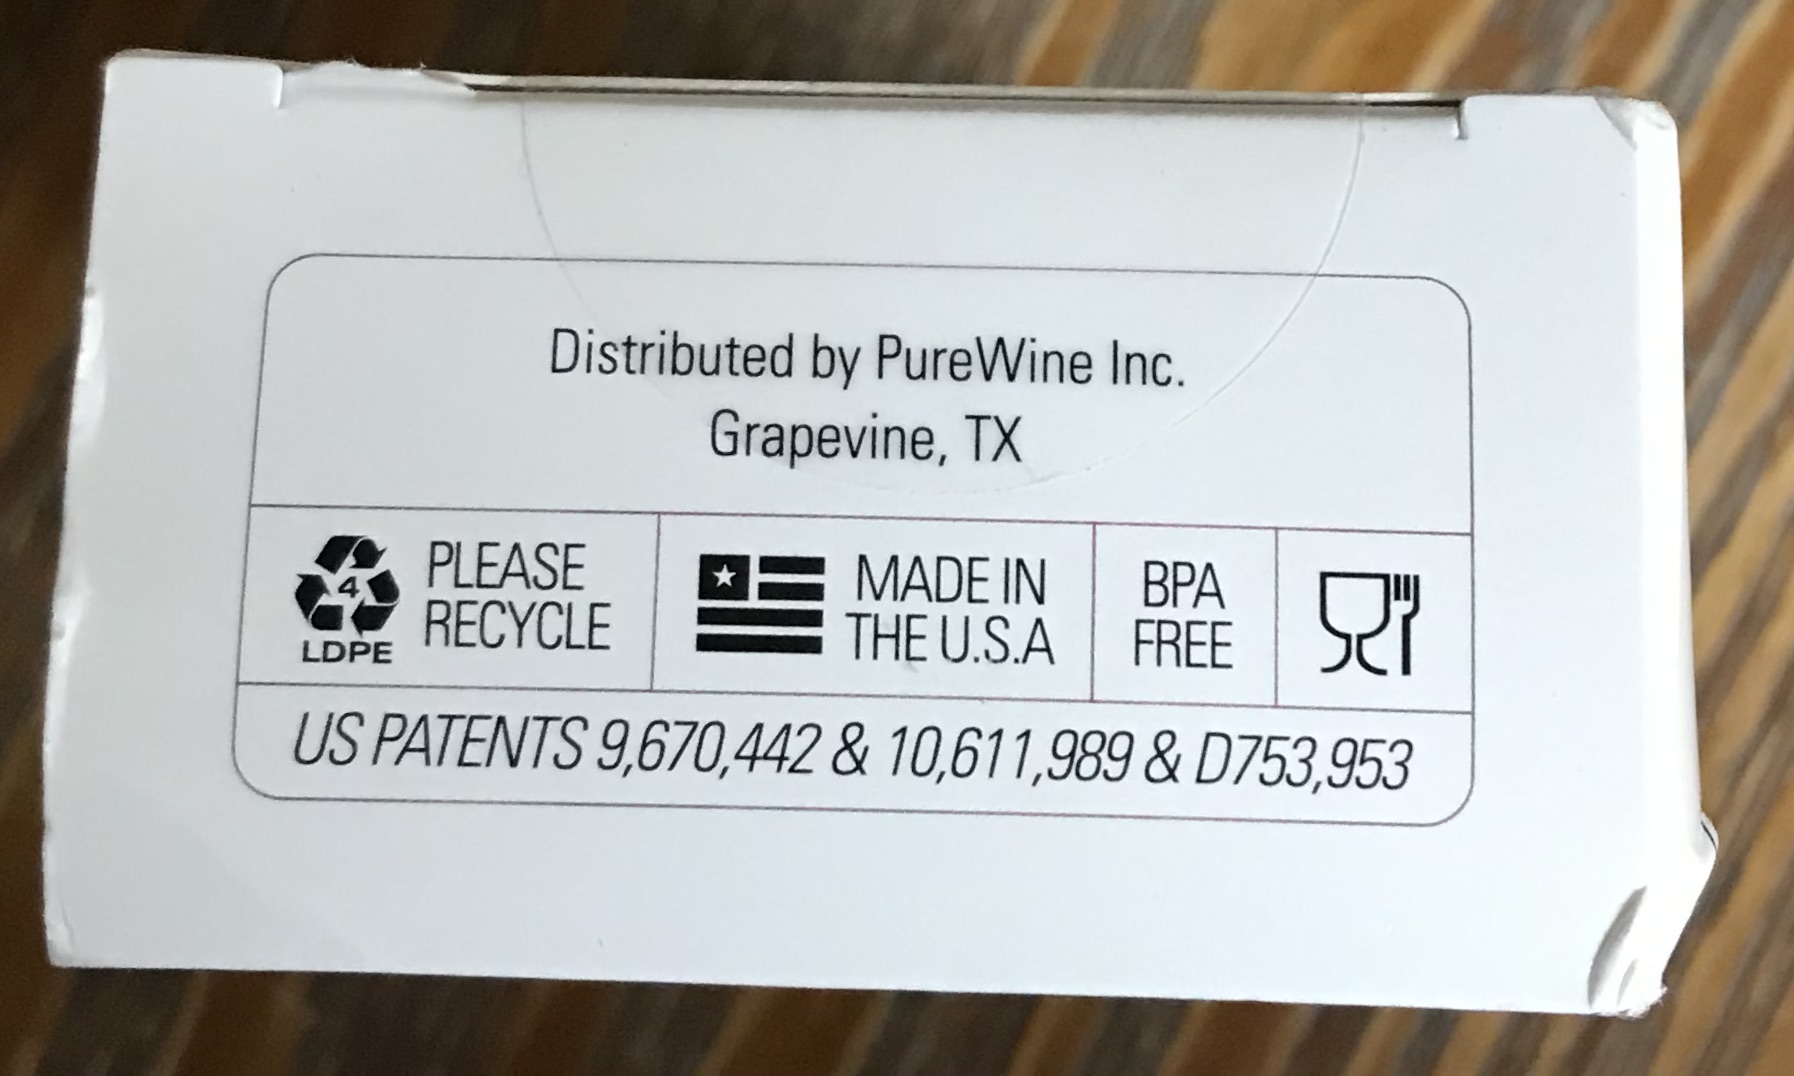 Distributed by PureWine Inc.
Grapevine, TX
4
LDPE
PLEASE
RECYCLE
MADE IN
THE U.S.A
BPA
FREE
US PATENTS 9,670,442 & 10,611,989 & D753,953